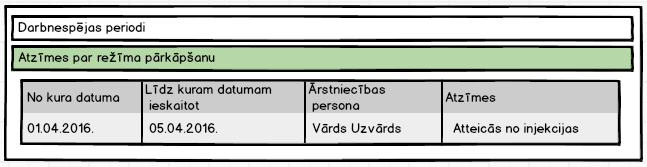 Darbnespējas periodi
Atzīmes par režīma pārkāpšanu
No kura datuma
Līdz kuram datumam ieskaitot
Ārstniecības persona
Atzīmes
01.04.2016.
05.04.2016.
Vārds Uzvārds
Atteicās no injekcijas